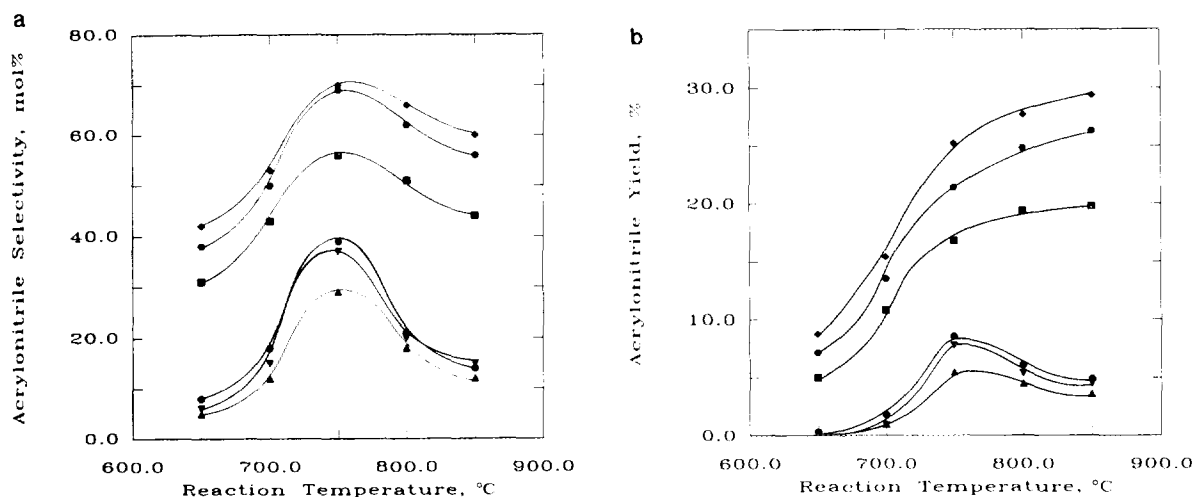 a
Acrylonitrile Selectivity, mol%
80.0
60.0
40.0
20.0
0.0
600.0 700.0 800.0 900.0
Reaction Temperature, °C
b
Acrylonitrile Yield, %
30.0
20.0
10.0
0.0
600.0 700.0 800.0 900.0
Reaction Temperature, °C